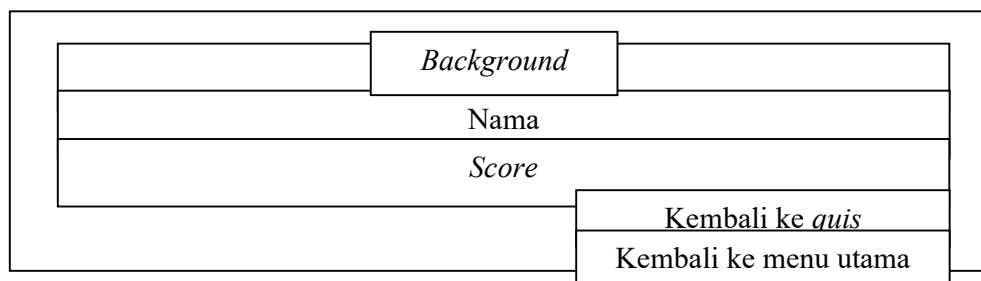 Background
Nama
Score
Kembali ke quis
Kembali ke menu utama